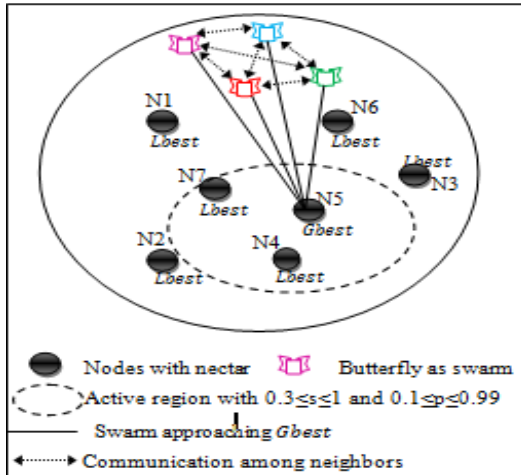 N1
Lbest
N6
Lbest
Lbest
N3
N7
Lbest
N5
Gbest
N2
Lbest
N4
Lbest
Nodes with nectar
Butterfly as swarm
Active region with 0.3≤s≤1 and 0.1≤p≤0.99
Swarm approaching Gbest
Communication among neighbors